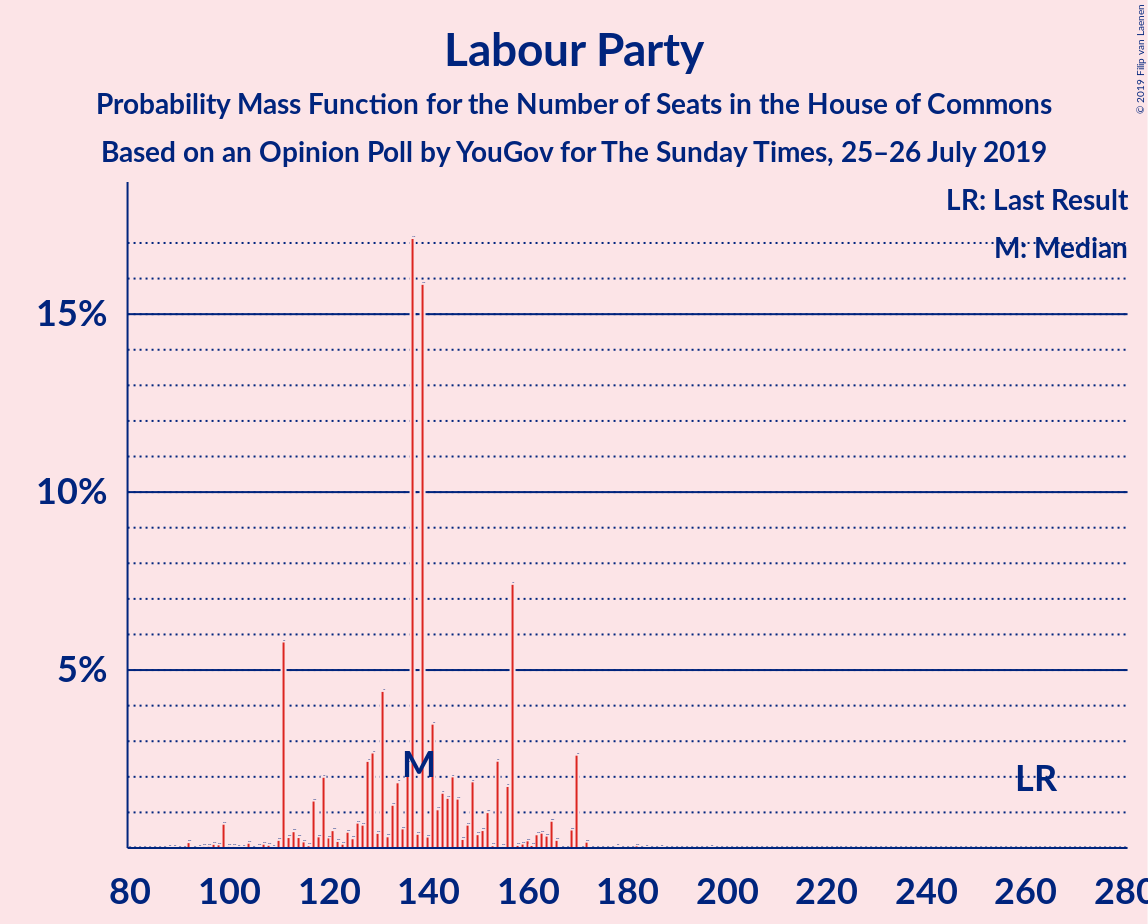 Labour Party
Probability Mass Function for the Number of Seats in the House of Commons
Based on an Opinion Poll by YouGov for The Sunday Times, 25–26 July 2019
© 2019 Filip van Laenen
LR: Last Result
M: Median
15%
10%
5%
M
LR
80 100 120 140 160 180 200 220 240 260 280